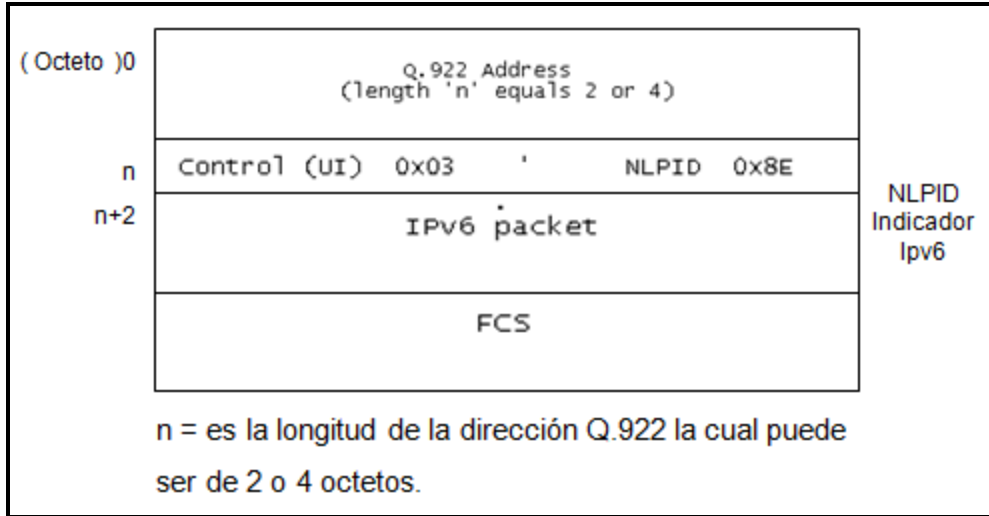 ( Octeto )0
Q.922 Address
(length 'n' equals 2 or 4)
n
Control (UI) 0x03 ' NLPID 0x8E
n+2
IPv6 packet
NLPID
Indicador
Ipv6
FCS
n = es la longitud de la dirección Q.922 la cual puede
ser de 2 o 4 octetos.